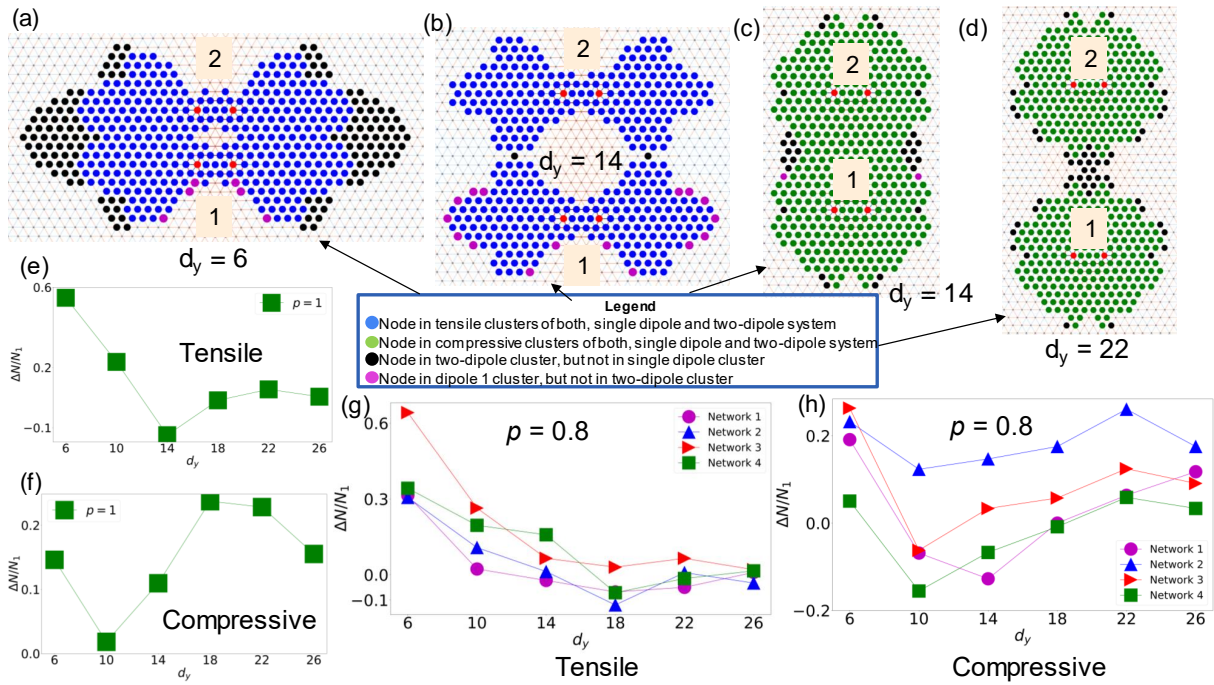 (a)
2
1
d_y = 6
(b)
2
d_y = 14
1
(c)
2
1
d_y = 14
(d)
2
1
d_y = 22
Legend
Node in tensile clusters of both, single dipole and two-dipole system
Node in compressive clusters of both, single dipole and two-dipole system
Node in two-dipole cluster, but not in single dipole cluster
Node in dipole 1 cluster, but not in two-dipole cluster
(e)
0.6
0.2
−0.1
ΔN/N₁
p = 1
Tensile
6 10 14 18 22 26
d_y
(f)
0.2
0.1
0.0
ΔN/N₁
p = 1
Compressive
6 10 14 18 22 26
d_y
(g)
p = 0.8
Network 1
Network 2
Network 3
Network 4
0.6
0.3
0.0
−0.1
ΔN/N₁
6 10 14 18 22 26
d_y
Tensile
(h)
p = 0.8
0.2
0.0
−0.2
ΔN/N₁
Network 1
Network 2
Network 3
Network 4
6 10 14 18 22 26
d_y
Compressive